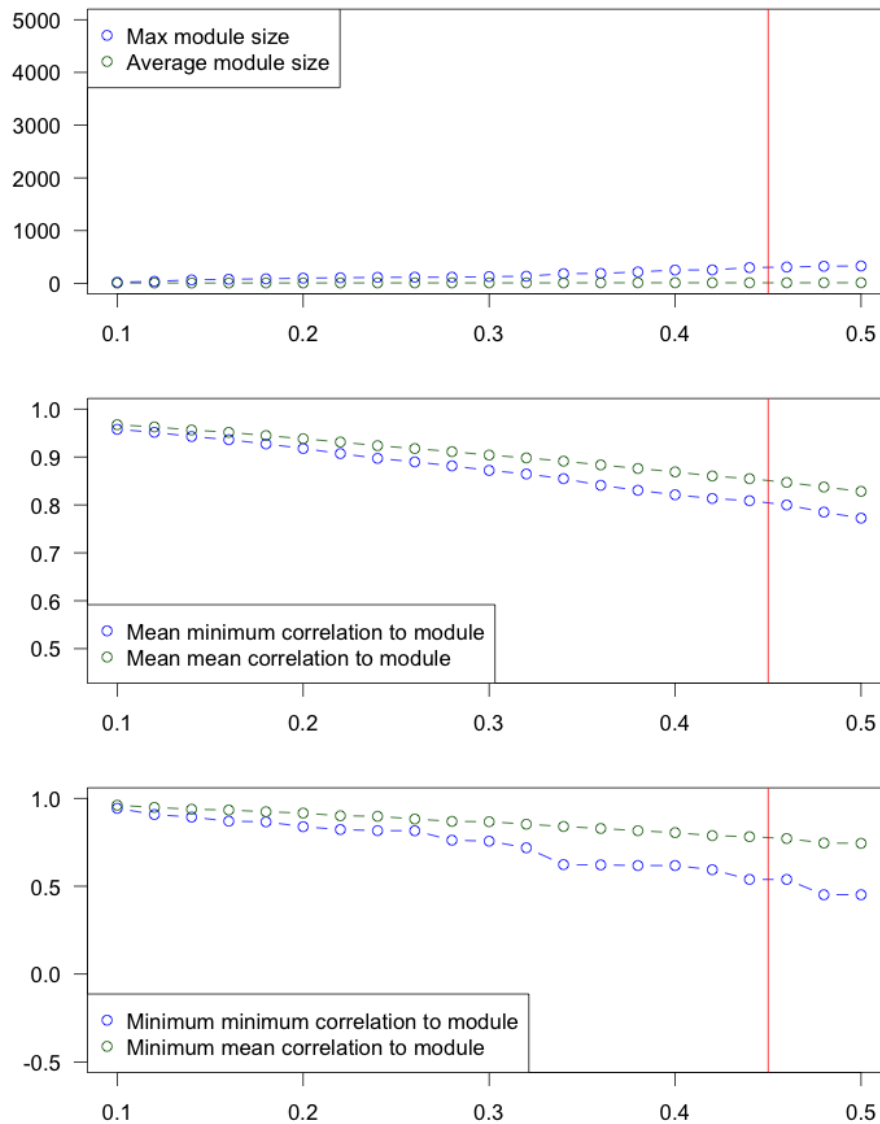 5000
4000
3000
2000
1000
0
Max module size
Average module size
0.1 0.2 0.3 0.4 0.5
1.0
0.9
0.8
0.7
0.6
0.5
Mean minimum correlation to module
Mean mean correlation to module
0.1 0.2 0.3 0.4 0.5
1.0
0.5
0.0
-0.5
Minimum minimum correlation to module
Minimum mean correlation to module
0.1 0.2 0.3 0.4 0.5